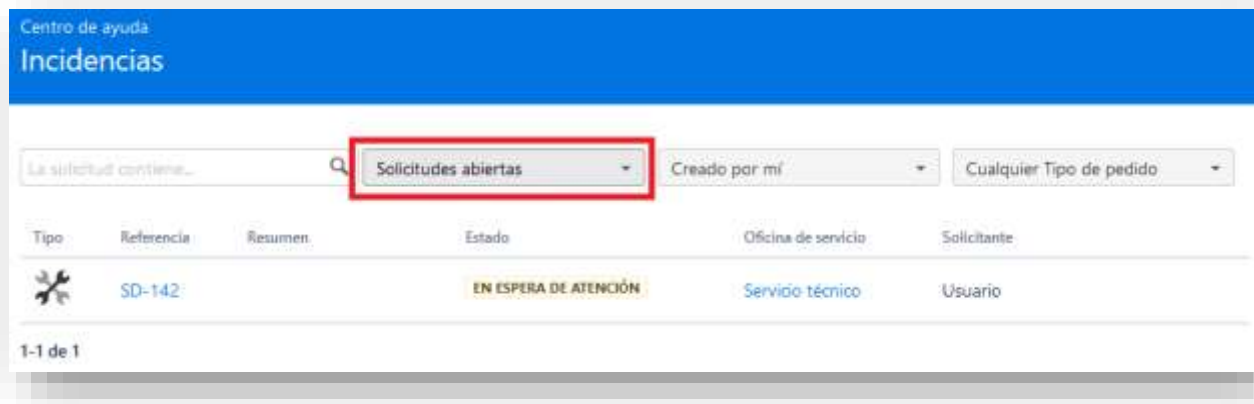 Centro de ayuda
Incidencias
La solicitud contiene...
Solicitudes abiertas
Creado por mí
Cualquier Tipo de pedido
Tipo Referencia Resumen Estado Oficina de servicio Solicitante
SD-142 EN ESPERA DE ATENCIÓN Servicio técnico Usuario
1-1 de 1